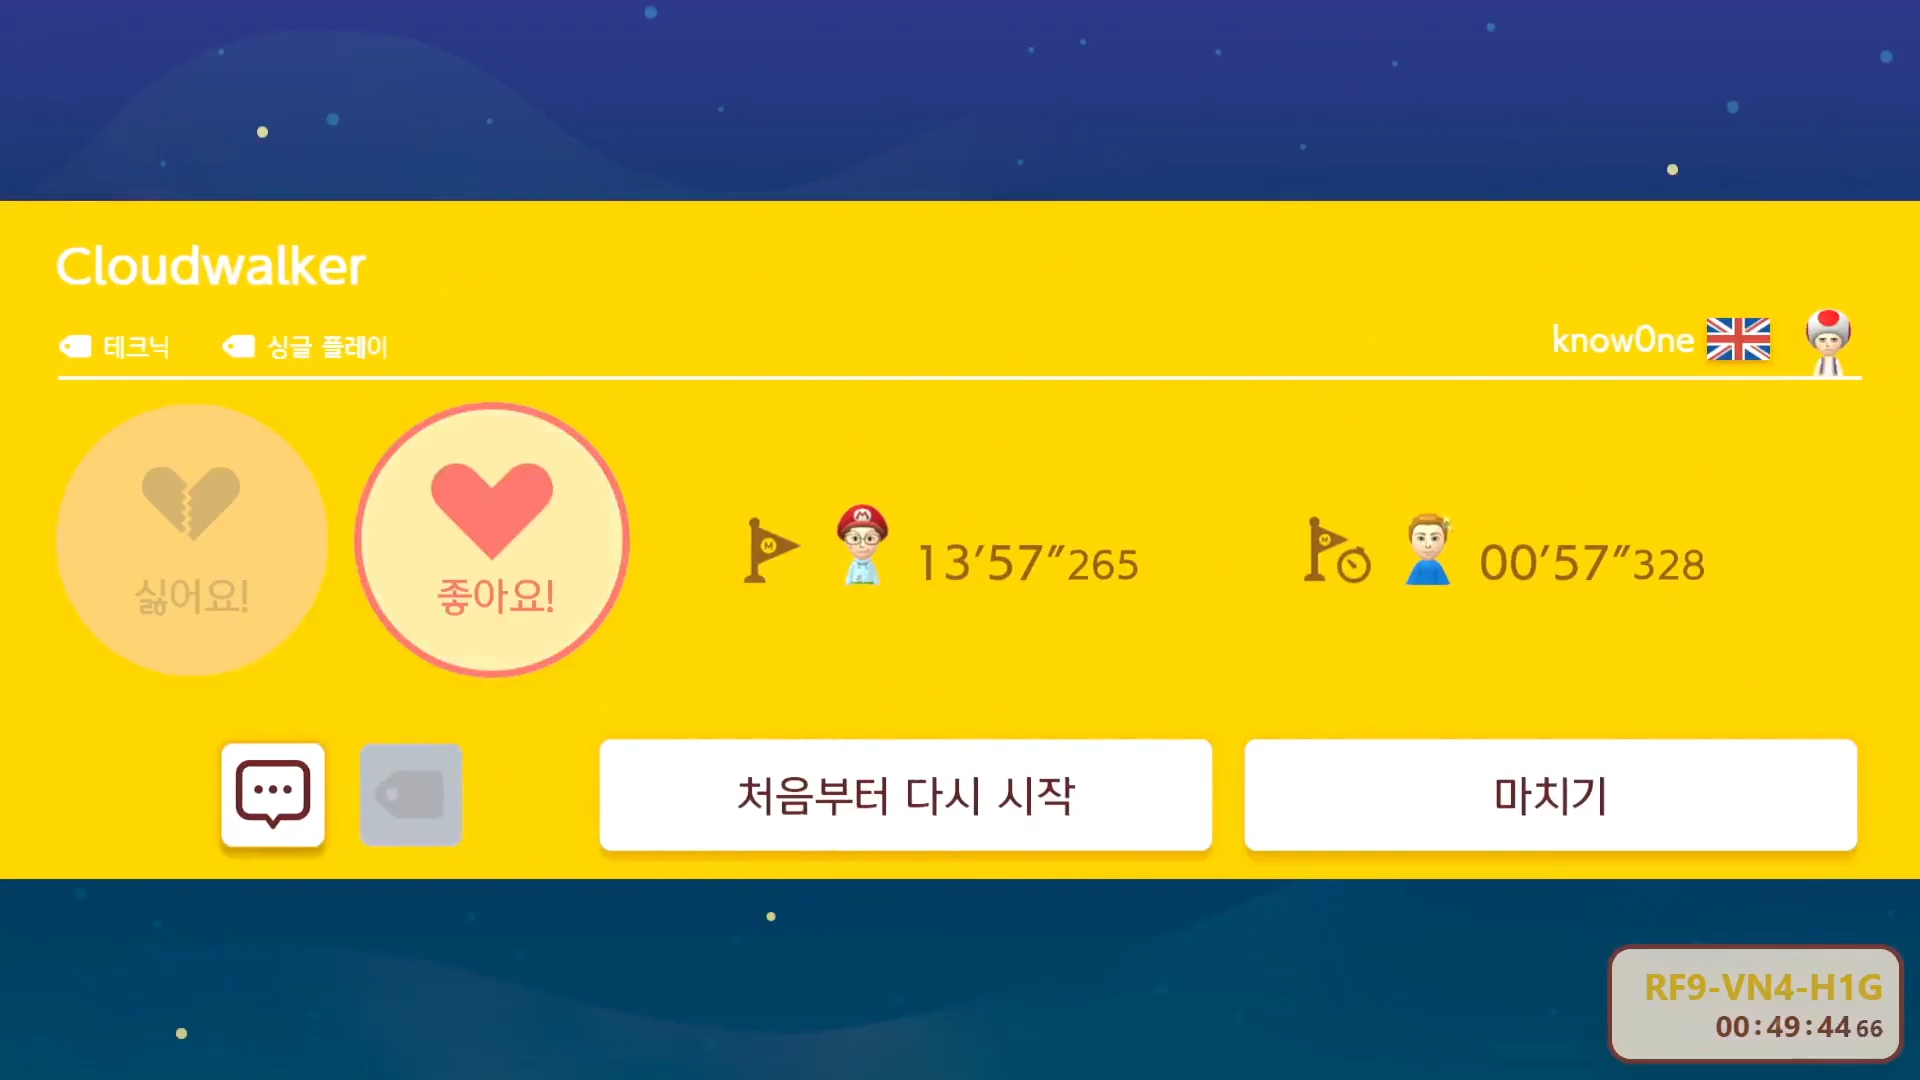 Cloudwalker
테크닉 싱글 플레이
know0ne
싫어요!
좋아요!
13′57″265
00′57″328
처음부터 다시 시작
마치기
RF9-VN4-H1G
00:49:44 66